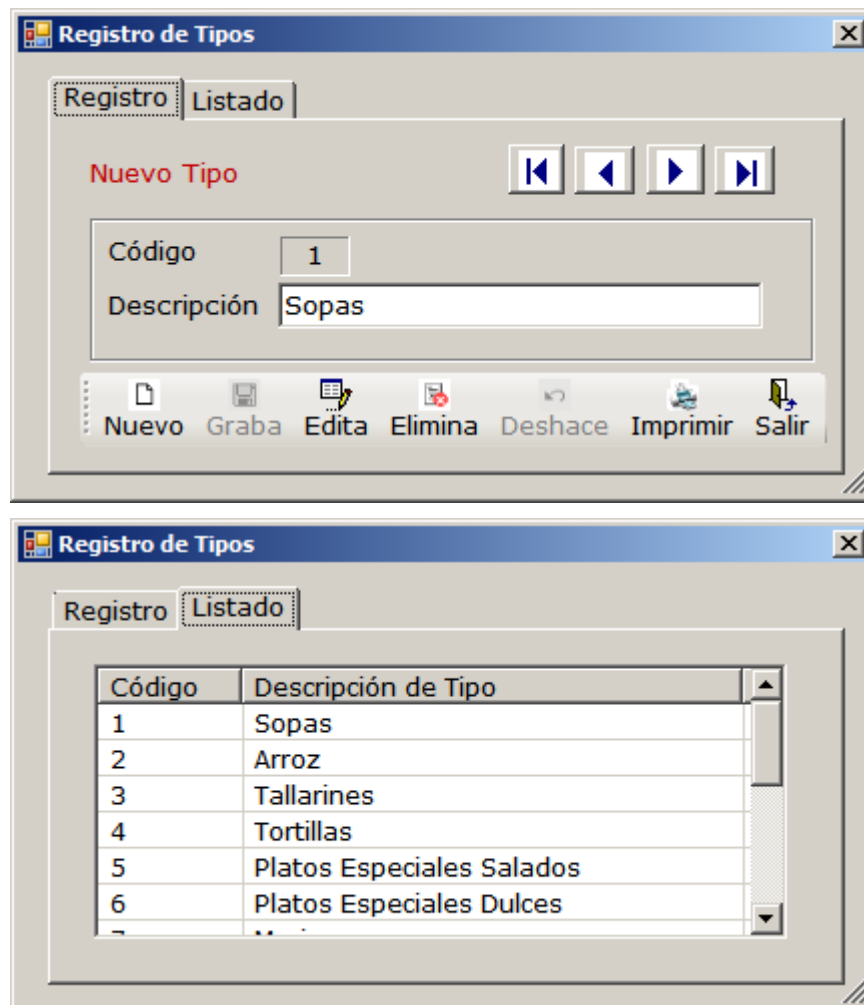 Registro de Tipos
Registro Listado
Nuevo Tipo
Código 1
Descripción Sopas
Nuevo Graba Edita Elimina Deshace Imprimir Salir
Registro de Tipos
Registro Listado
Código Descripción de Tipo
1 Sopas
2 Arroz
3 Tallarines
4 Tortillas
5 Platos Especiales Salados
6 Platos Especiales Dulces